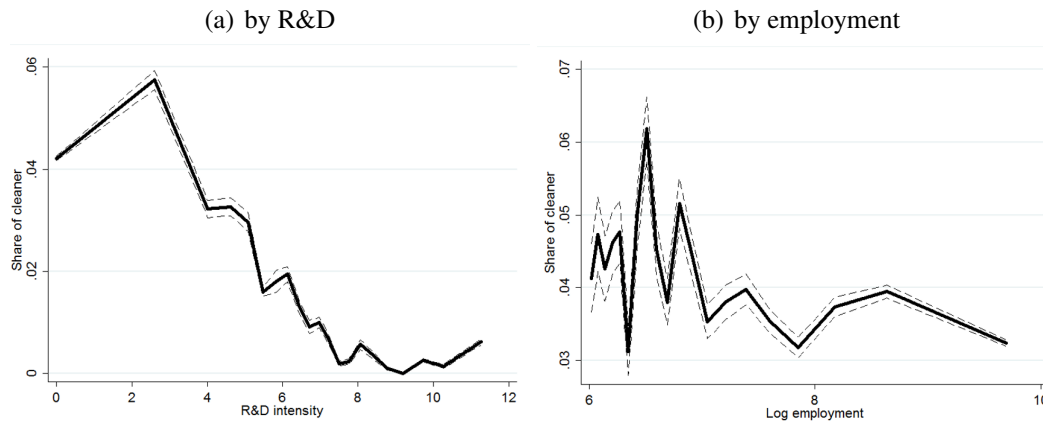 (a) by R&D
Share of cleaner
.06
.04
.02
0
0 2 4 6 8 10 12
R&D intensity
(b) by employment
Share of cleaner
.07
.06
.05
.04
.03
6 8 10
Log employment